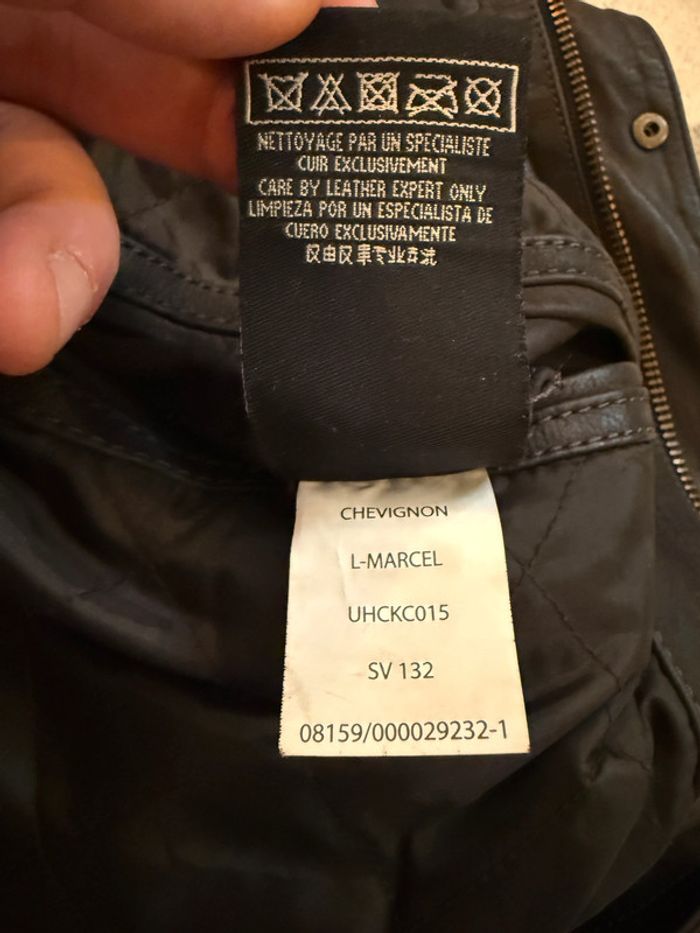 NETTOYAGE PAR UN SPECIALISTE
CUIR EXCLUSIVEMENT
CARE BY LEATHER EXPERT ONLY
LIMPIEZA POR UN ESPECIALISTA DE
CUERO EXCLUSIVAMENTE
CHEVIGNON
L-MARCEL
UHCKC015
SV 132
08159/000029232-1